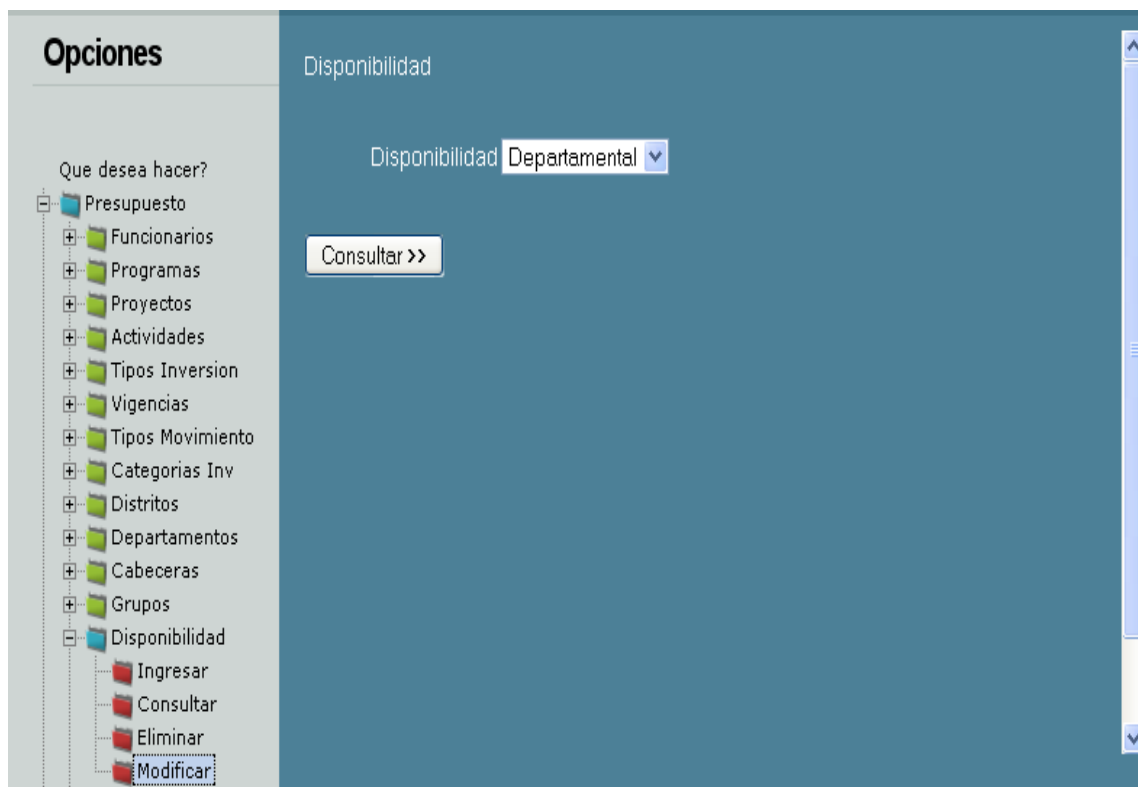 Opciones
Que desea hacer?
Presupuesto
Funcionarios
Programas
Proyectos
Actividades
Tipos Inversion
Vigencias
Tipos Movimiento
Categorias Inv
Distritos
Departamentos
Cabeceras
Grupos
Disponibilidad
Ingresar
Consultar
Eliminar
Modificar
Disponibilidad
Disponibilidad Departamental
Consultar >>